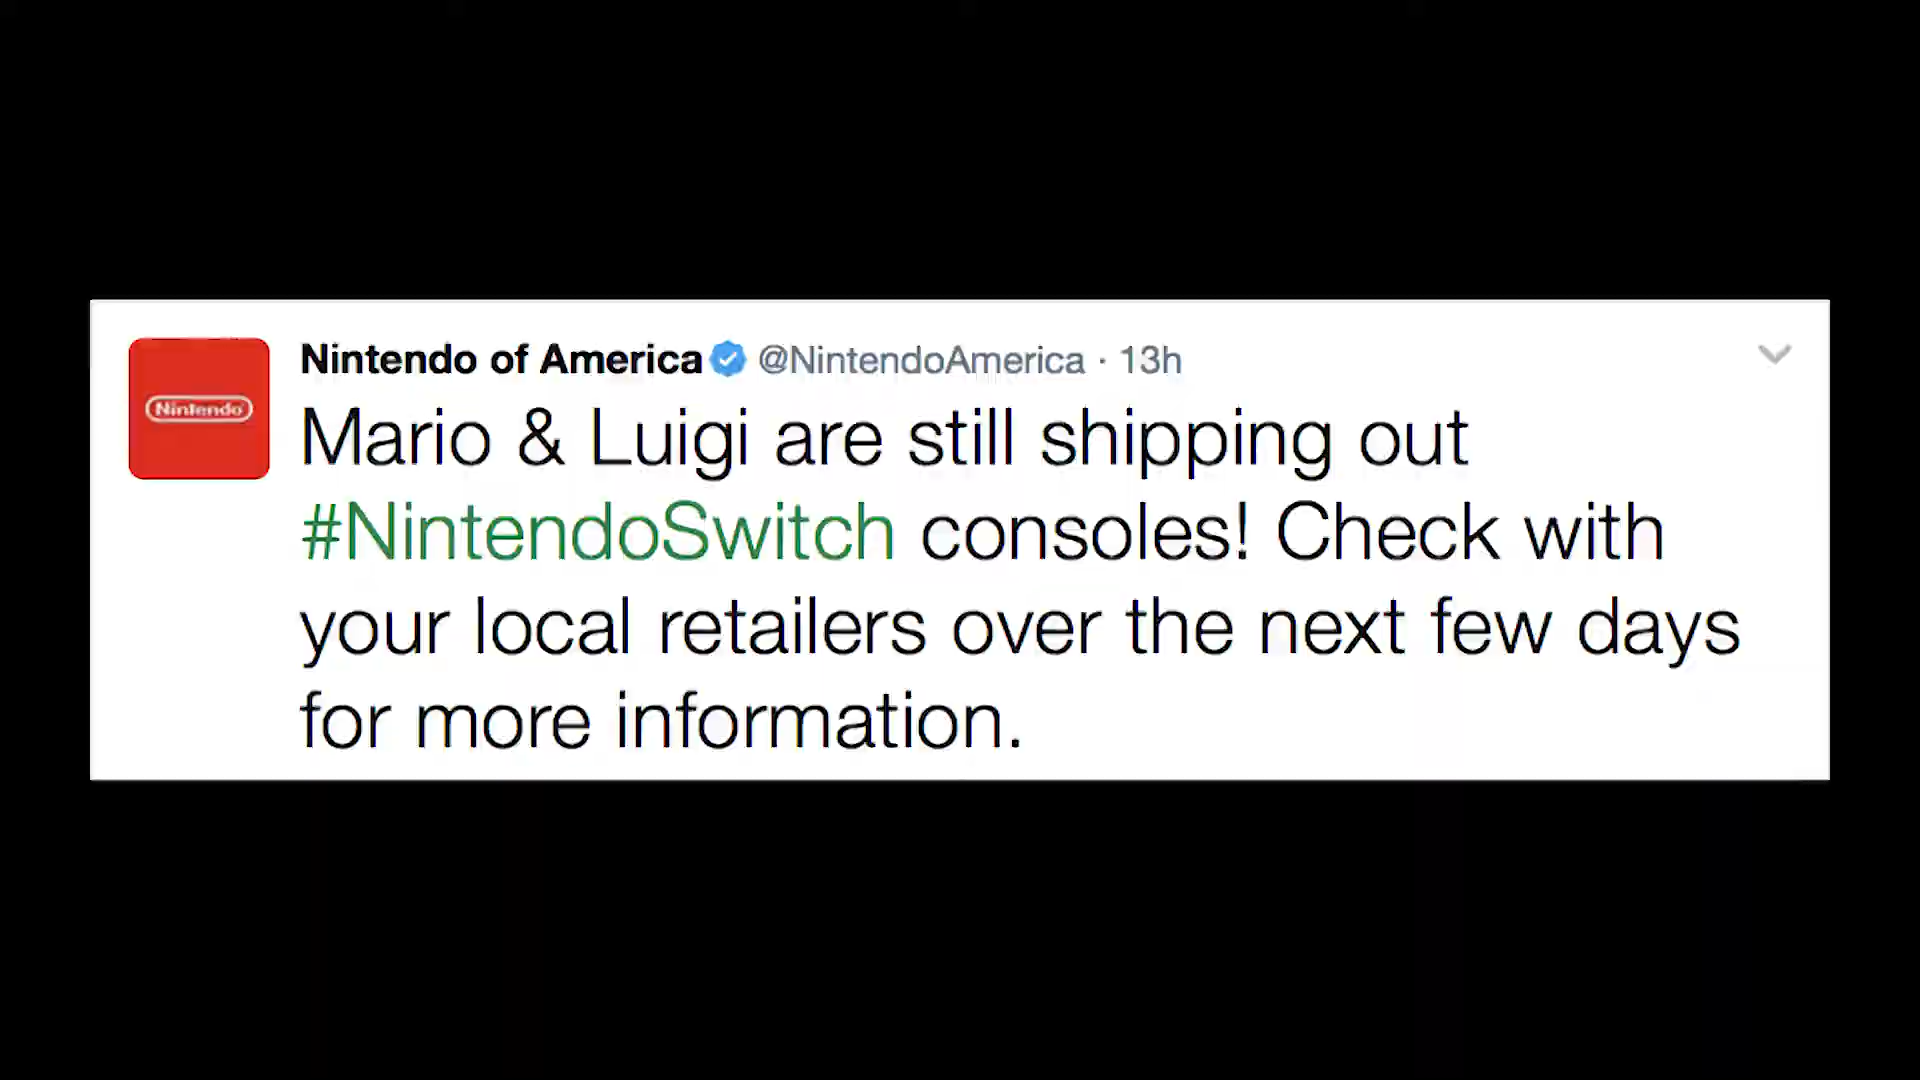 Nintendo
Nintendo of America @NintendoAmerica · 13h
Mario & Luigi are still shipping out
#NintendoSwitch consoles! Check with
your local retailers over the next few days
for more information.